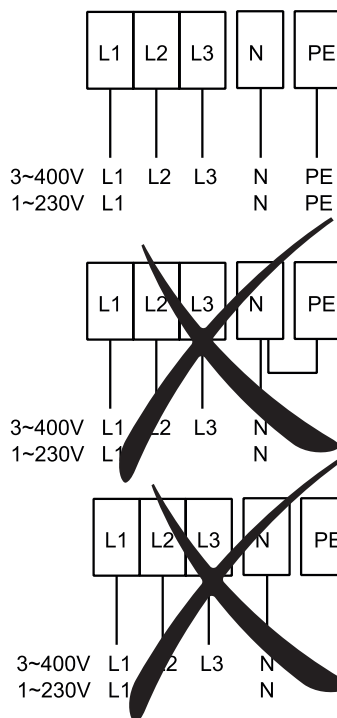 L1 L2 L3 N PE
3~400V L1 L2 L3 N PE
1~230V L1 N PE
L1 L2 L3 N PE
3~400V L1 L2 L3 N
1~230V L1 N
L1 L2 L3 N PE
3~400V L1 L2 L3 N
1~230V L1 N